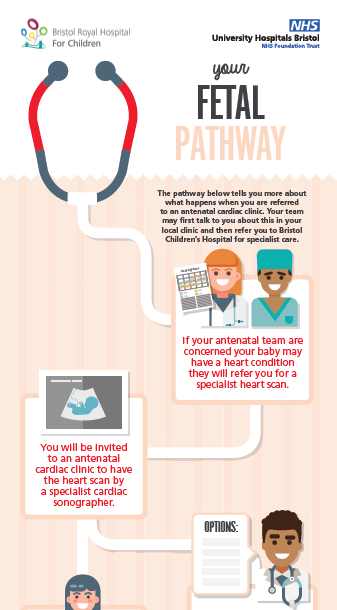 Bristol Royal Hospital
For Children
NHS
University Hospitals Bristol
NHS Foundation Trust
your
FETAL
PATHWAY
The pathway below tells you more about
what happens when you are referred
to an antenatal cardiac clinic. Your team
may first talk to you about this in your
local clinic and then refer you to Bristol
Children's Hospital for specialist care.
If your antenatal team are
concerned your baby may
have a heart condition
they will refer you for a
specialist heart scan.
You will be invited
to an antenatal
cardiac clinic to have
the heart scan by
a specialist cardiac
sonographer.
OPTIONS: